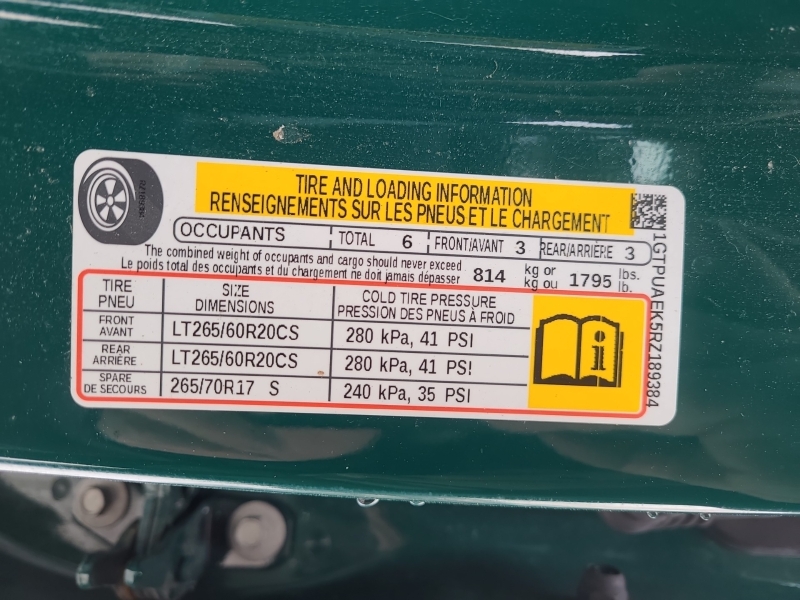 TIRE AND LOADING INFORMATION
RENSEIGNEMENTS SUR LES PNEUS ET LE CHARGEMENT
OCCUPANTS TOTAL 6 FRONT/AVANT 3 REAR/ARRIÈRE 3
The combined weight of occupants and cargo should never exceed
Le poids total des occupants et du chargement ne doit jamais dépasser
814 kg or 1795 lbs.
kg ou lb.
TIRE SIZE COLD TIRE PRESSURE
PNEU DIMENSIONS PRESSION DES PNEUS À FROID
FRONT
AVANT LT265/60R20CS 280 kPa, 41 PSI
REAR
ARRIÈRE LT265/60R20CS 280 kPa, 41 PSI
SPARE
DE SECOURS 265/70R17 S 240 kPa, 35 PSI
i
1GTPUAEK5RZ189384